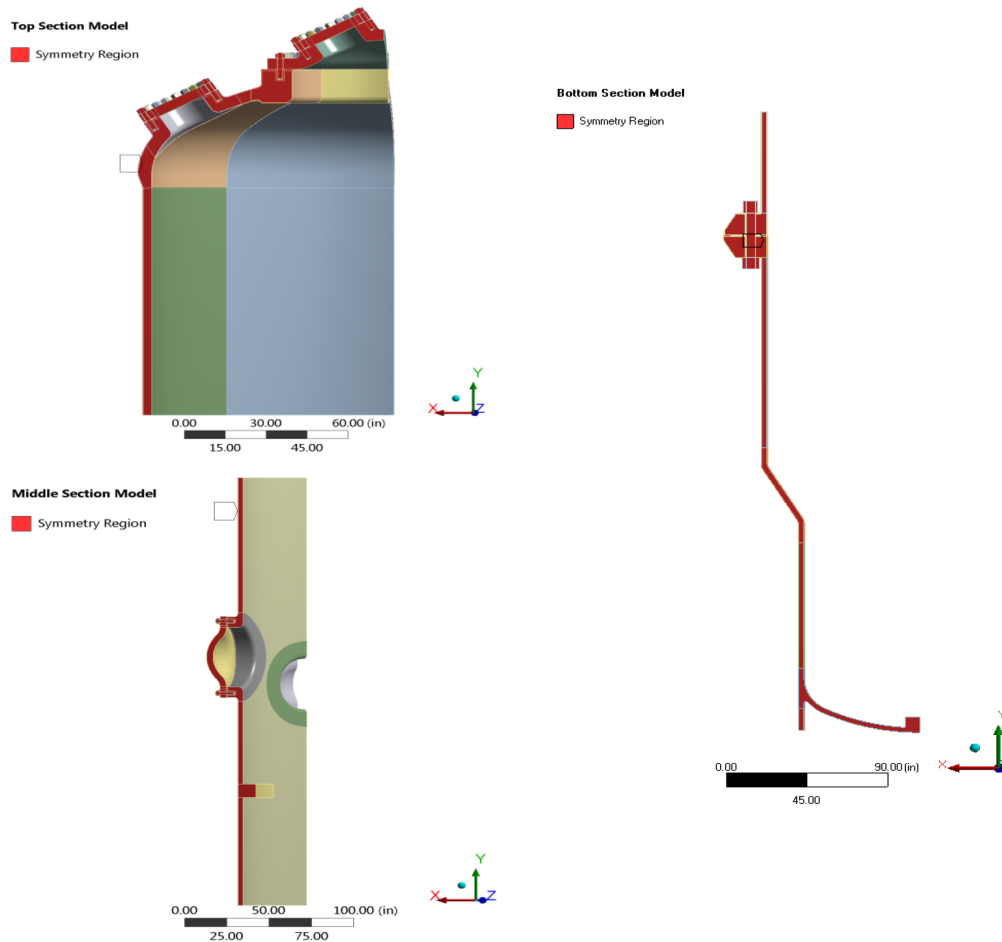 Top Section Model
Symmetry Region
Y
X
Z
0.00 30.00 60.00 (in)
15.00 45.00
Middle Section Model
Symmetry Region
Y
X
Z
0.00 50.00 100.00 (in)
25.00 75.00
Bottom Section Model
Symmetry Region
Y
X
0.00 90.00 (in)
45.00